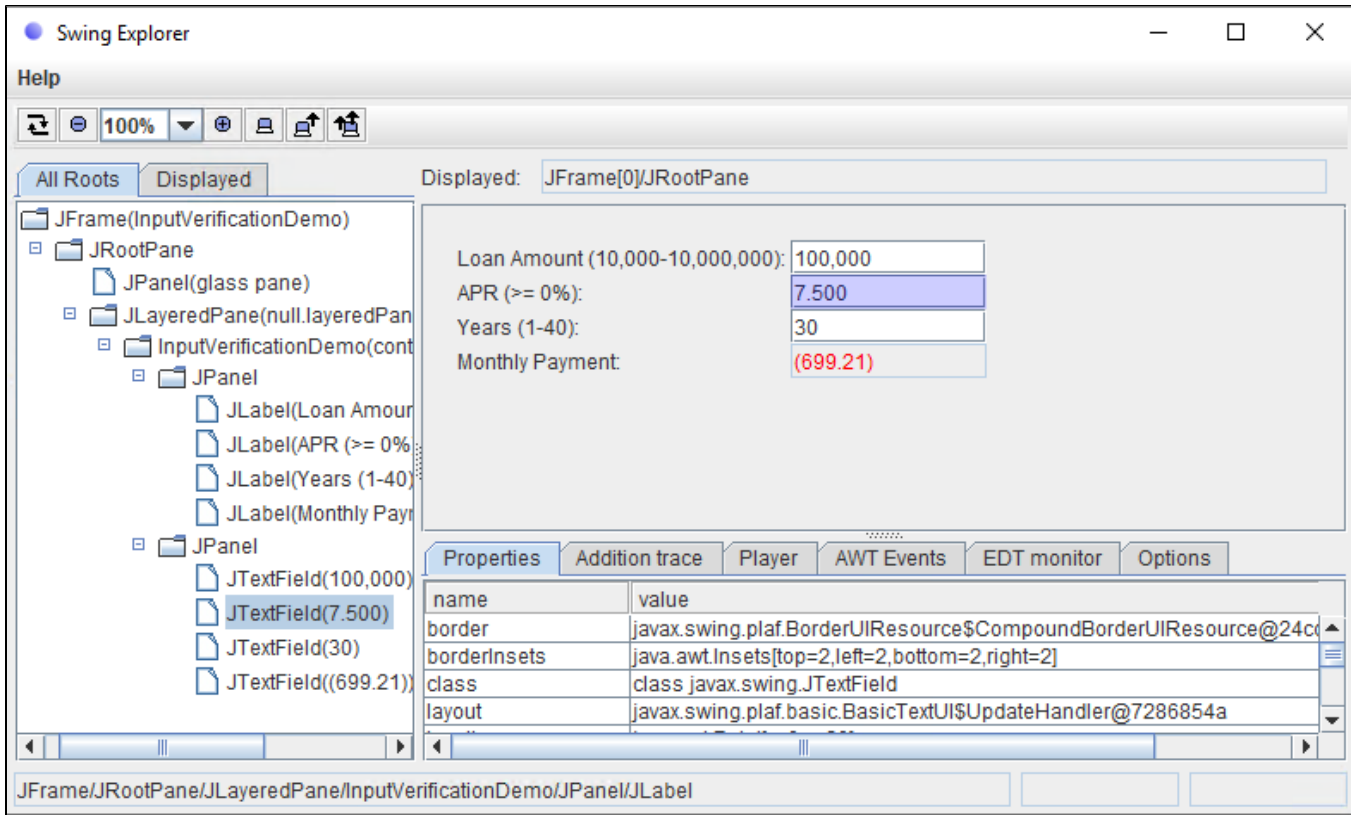 Swing Explorer
Help
100%
All Roots Displayed
Displayed: JFrame[0]/JRootPane
JFrame(InputVerificationDemo)
JRootPane
JPanel(glass pane)
JLayeredPane(null.layeredPan
InputVerificationDemo(cont
JPanel
JLabel(Loan Amour
JLabel(APR (>= 0%
JLabel(Years (1-40)
JLabel(Monthly Payr
JPanel
JTextField(100,000)
JTextField(7.500)
JTextField(30)
JTextField((699.21))
Loan Amount (10,000-10,000,000): 100,000
APR (>= 0%): 7.500
Years (1-40): 30
Monthly Payment: (699.21)
Properties Addition trace Player AWT Events EDT monitor Options
name value
border javax.swing.plaf.BorderUIResource$CompoundBorderUIResource@24cc
borderInsets java.awt.Insets[top=2,left=2,bottom=2,right=2]
class class javax.swing.JTextField
layout javax.swing.plaf.basic.BasicTextUI$UpdateHandler@7286854a
JFrame/JRootPane/JLayeredPane/InputVerificationDemo/JPanel/JLabel